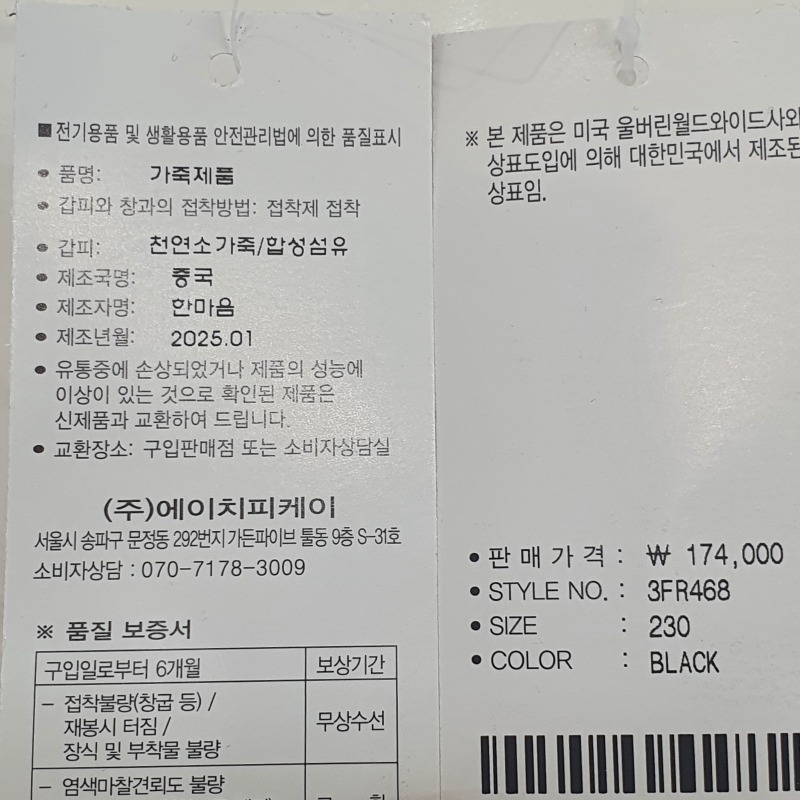 ■전기용품 및 생활용품 안전관리법에 의한 품질표시
● 품명: 가죽제품
● 갑피와 창과의 접착방법: 접착제 접착
● 갑피: 천연소가죽/합성섬유
● 제조국명: 중국
● 제조자명: 한마음
● 제조년월: 2025.01
● 유통중에 손상되었거나 제품의 성능에
이상이 있는 것으로 확인된 제품은
신제품과 교환하여 드립니다.
● 교환장소: 구입판매점 또는 소비자상담실
(주)에이치피케이
서울시 송파구 문정동 292번지 가든파이브 툴동 9층 S-31호
소비자상담 : 070-7178-3009
※ 품질 보증서
구입일로부터 6개월 보상기간
- 접착불량(창굽 등) /
재봉시 터짐 /
장식 및 부착물 불량
무상수선
- 염색마찰견뢰도 불량
※ 본 제품은 미국 울버린월드와이드사와
상표도입에 의해 대한민국에서 제조된
상표임.
● 판매가격 : ₩ 174,000
● STYLE NO. : 3FR468
● SIZE : 230
● COLOR : BLACK